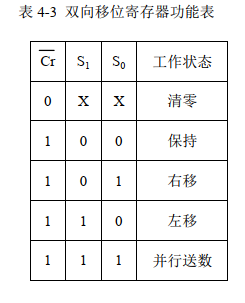 表 4-3 双向移位寄存器功能表
C̅r̅ S₁ S₀ 工作状态
0 X X 清零
1 0 0 保持
1 0 1 右移
1 1 0 左移
1 1 1 并行送数